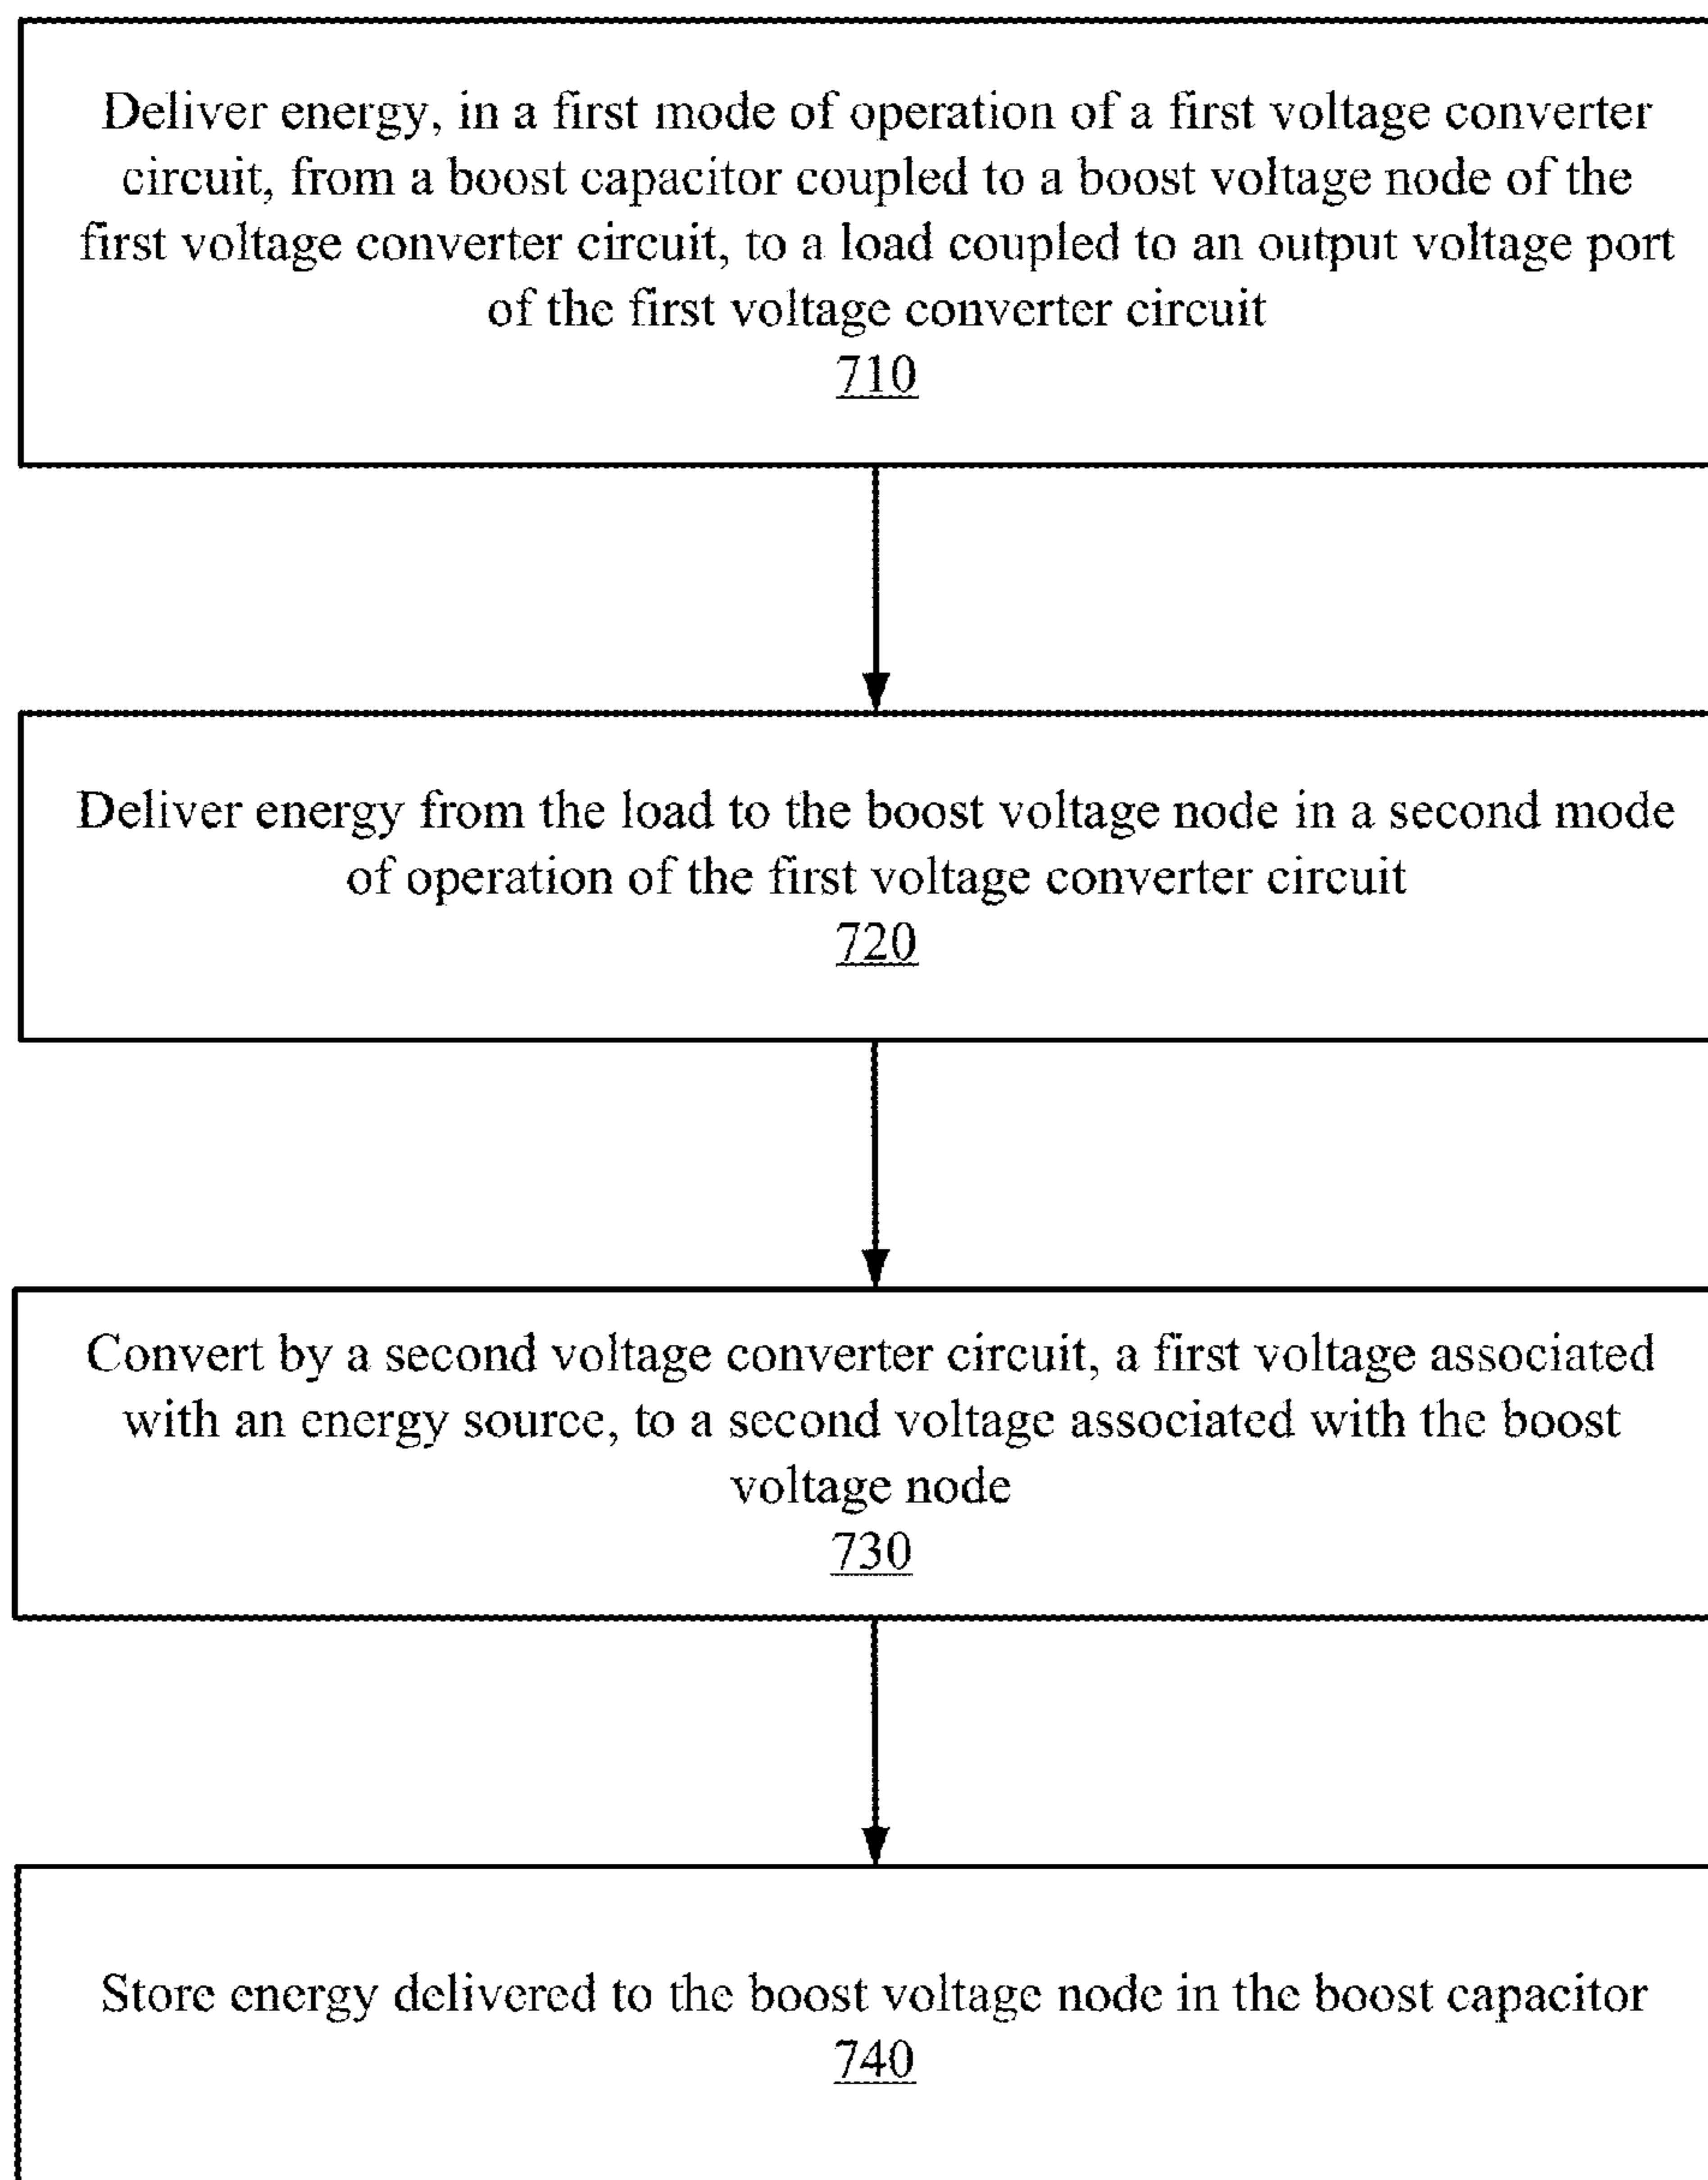 Deliver energy, in a first mode of operation of a first voltage converter
circuit, from a boost capacitor coupled to a boost voltage node of the
first voltage converter circuit, to a load coupled to an output voltage port
of the first voltage converter circuit
710
Deliver energy from the load to the boost voltage node in a second mode
of operation of the first voltage converter circuit
720
Convert by a second voltage converter circuit, a first voltage associated
with an energy source, to a second voltage associated with the boost
voltage node
730
Store energy delivered to the boost voltage node in the boost capacitor
740